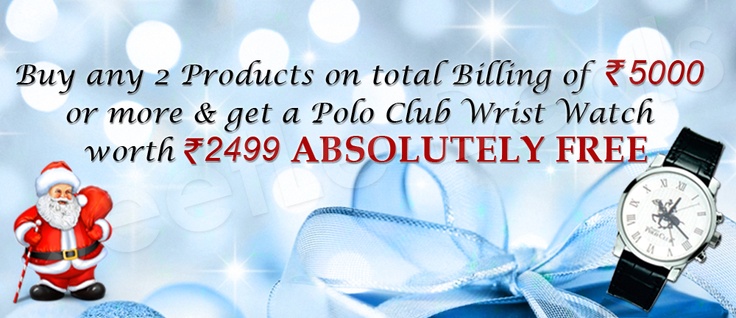 Buy any 2 Products on total Billing of ₹5000
or more & get a Polo Club Wrist Watch
worth ₹2499 ABSOLUTELY FREE